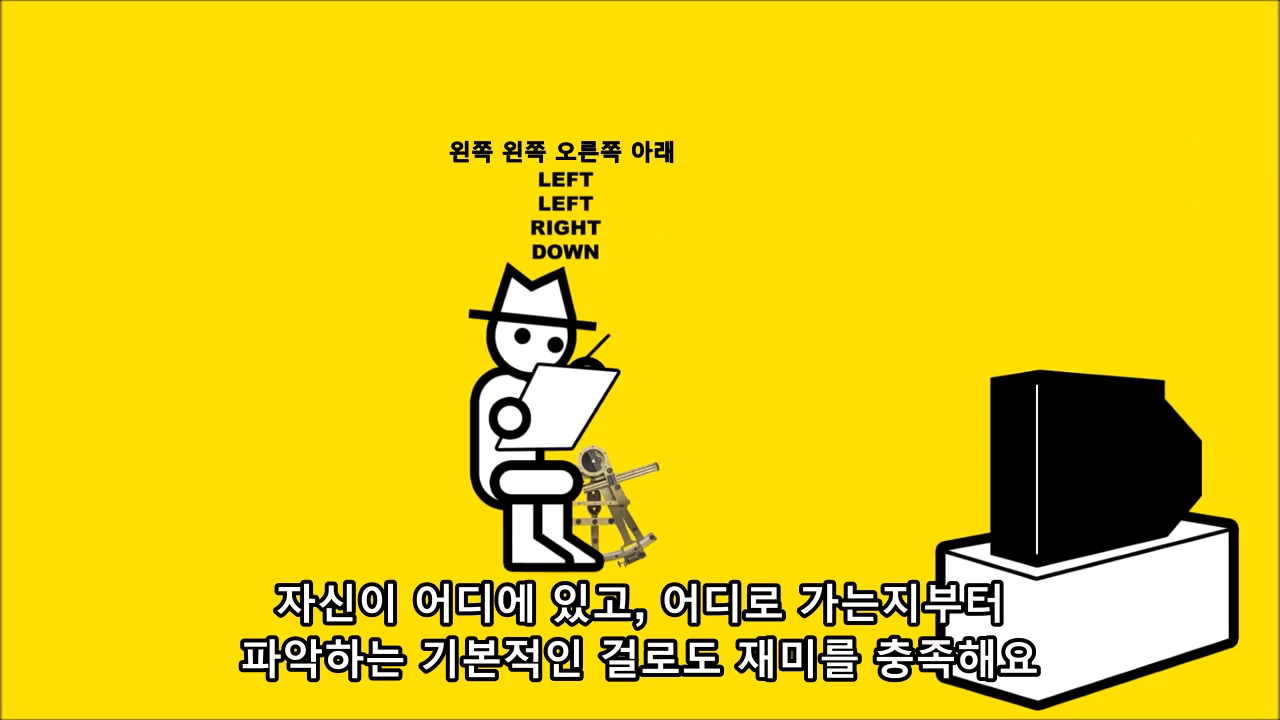 왼쪽 왼쪽 오른쪽 아래
LEFT
LEFT
RIGHT
DOWN
자신이 어디에 있고, 어디로 가는지부터
파악하는 기본적인 걸로도 재미를 충족해요